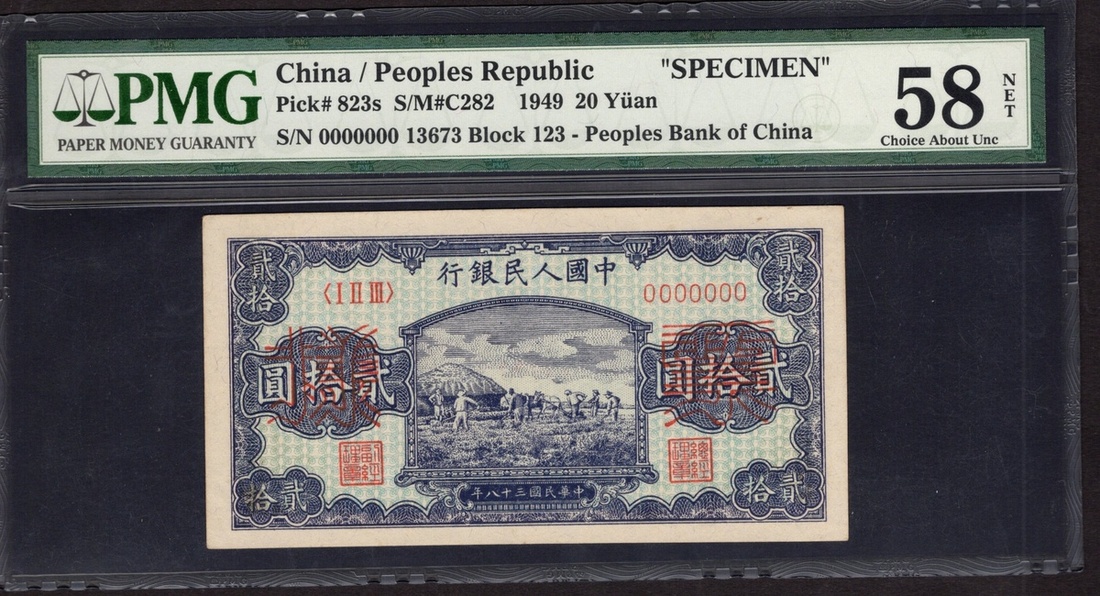 PMG
PAPER MONEY GUARANTY
China / Peoples Republic "SPECIMEN"
Pick# 823s S/M#C282 1949 20 Yüan
S/N 0000000 13673 Block 123 - Peoples Bank of China
58
NET
Choice About Unc
行銀民人國中
貳拾
貳拾
〈I II III〉
0000000
圓拾貳
圓拾貳
拾貳
年八十三國民華中
拾貳